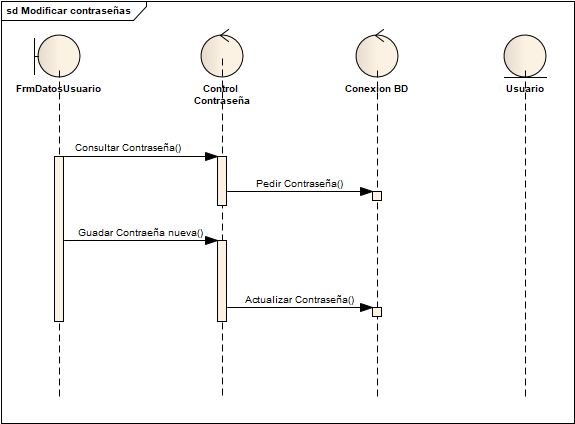 sd Modificar contraseñas
FrmDatosUsuario
Control
Contraseña
Conexion BD
Usuario
Consultar Contraseña()
Pedir Contraseña()
Guadar Contraeña nueva()
Actualizar Contraseña()